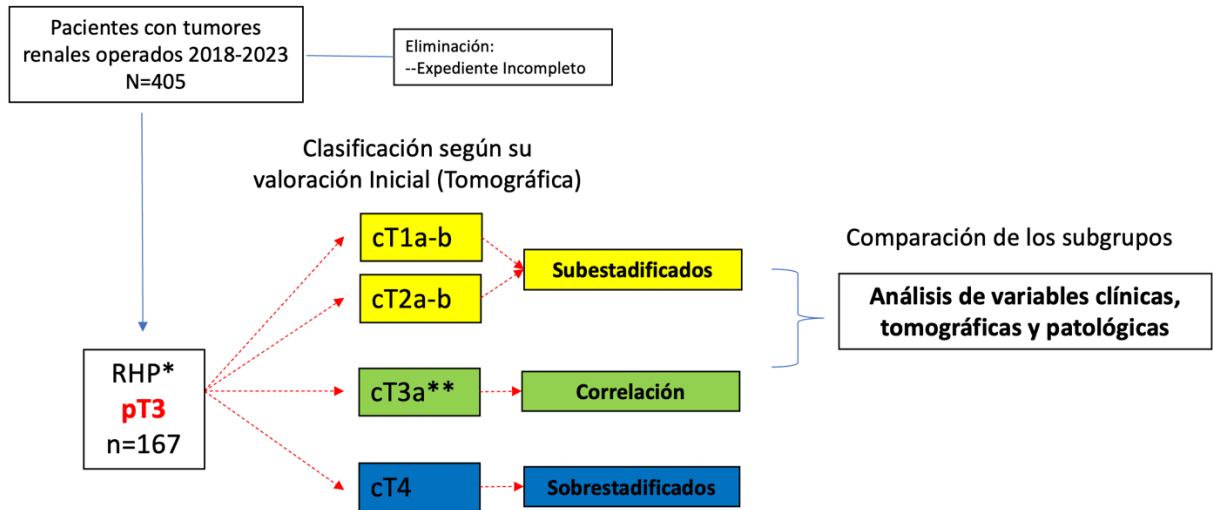 Pacientes con tumores
renales operados 2018-2023
N=405
Eliminación:
--Expediente Incompleto
Clasificación según su
valoración Inicial (Tomográfica)
cT1a-b
cT2a-b
Subestadificados
Comparación de los subgrupos
Análisis de variables clínicas,
tomográficas y patológicas
RHP*
pT3
n=167
cT3a**
Correlación
cT4
Sobrestadificados